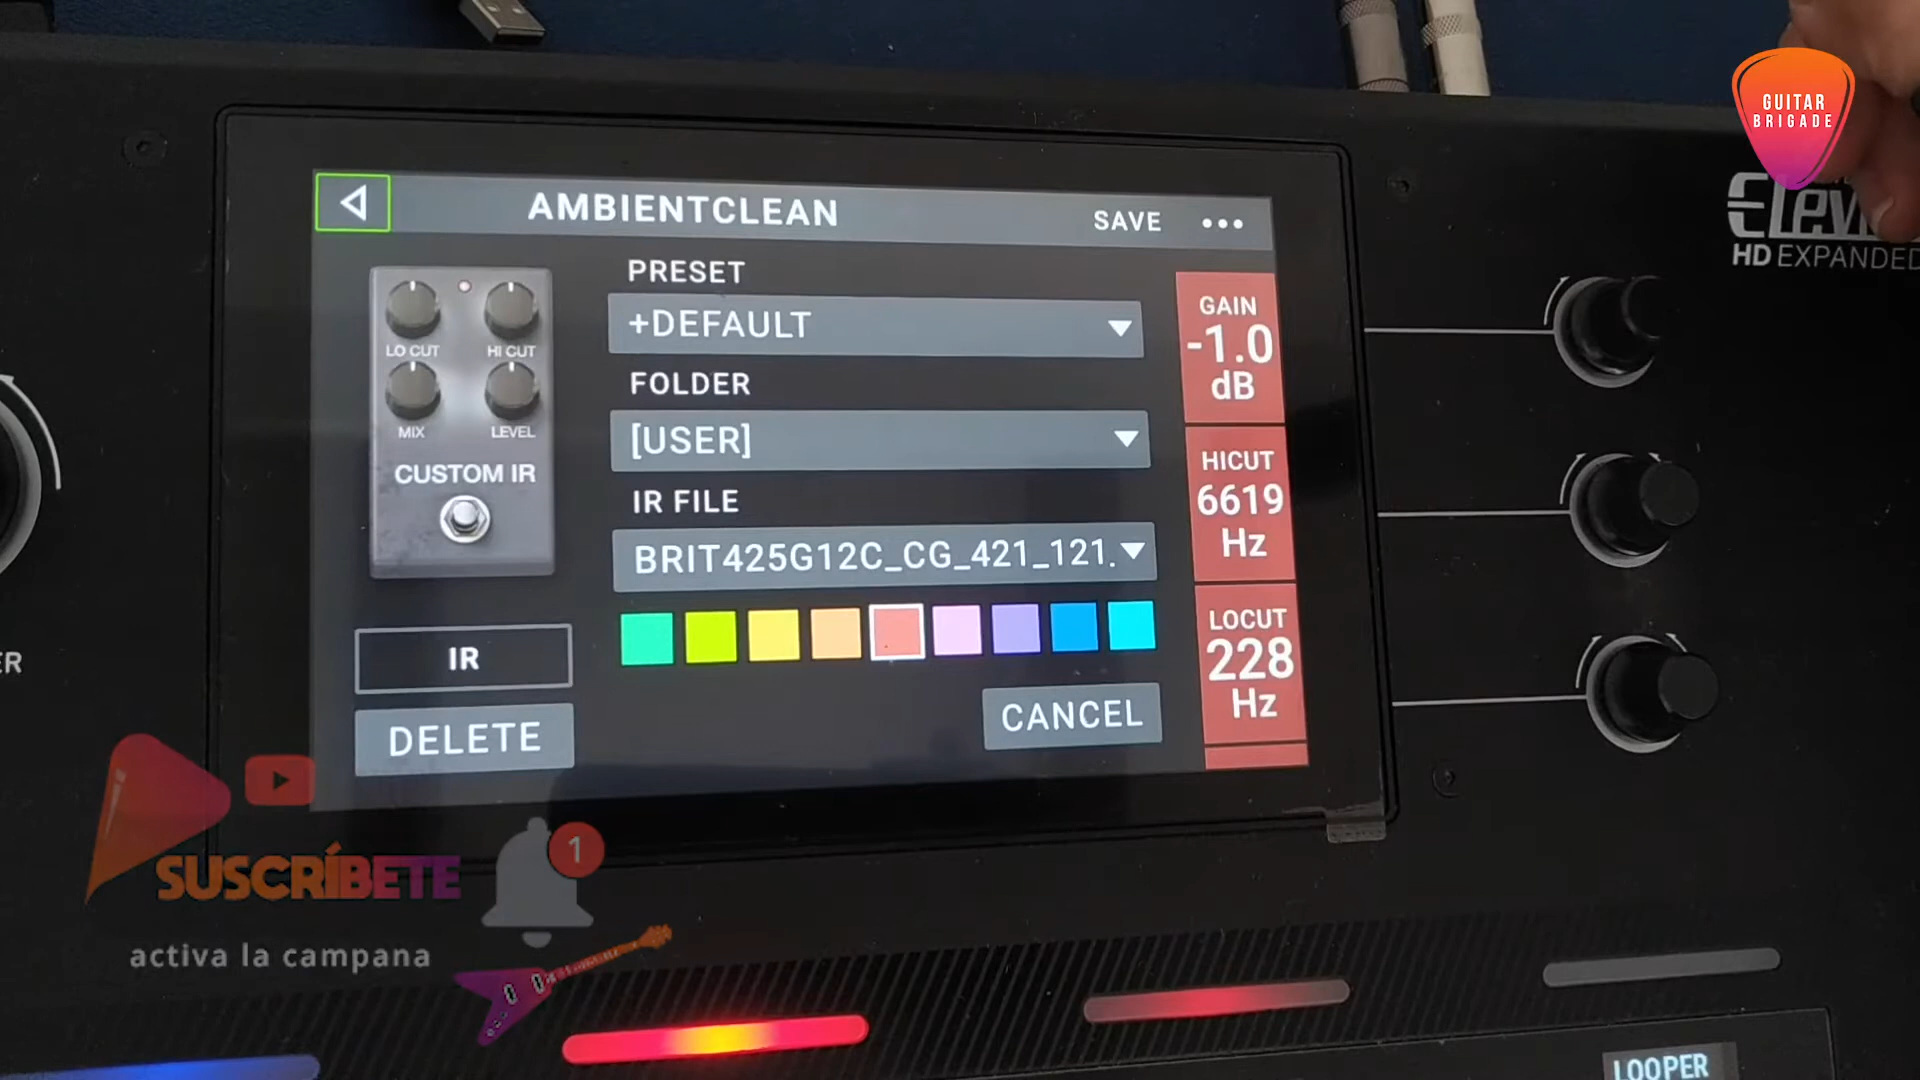 GUITAR
BRIGADE
HD EXPANDED
AMBIENTCLEAN
SAVE
PRESET
+DEFAULT
FOLDER
[USER]
IR FILE
BRIT425G12C_CG_421_121.
LO CUT
HI CUT
MIX
LEVEL
CUSTOM IR
IR
DELETE
CANCEL
GAIN
-1.0
dB
HICUT
6619
Hz
LOCUT
228
Hz
ER
1
SUSCRÍBETE
activa la campana
LOOPER